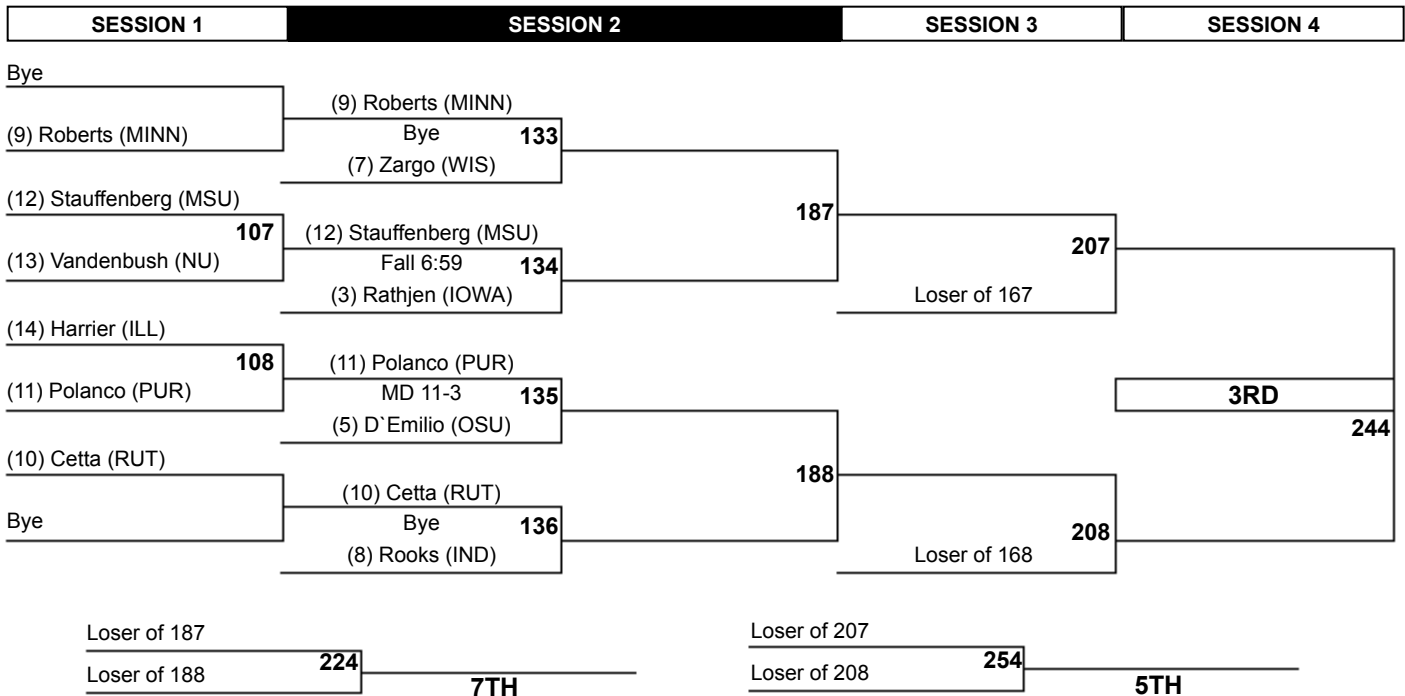 SESSION 1
SESSION 2
SESSION 3
SESSION 4
Bye
(9) Roberts (MINN)
(12) Stauffenberg (MSU)
107
(13) Vandenbush (NU)
(14) Harrier (ILL)
108
(11) Polanco (PUR)
(10) Cetta (RUT)
Bye
(9) Roberts (MINN)
Bye
133
(7) Zargo (WIS)
(12) Stauffenberg (MSU)
Fall 6:59
134
(3) Rathjen (IOWA)
(11) Polanco (PUR)
MD 11-3
135
(5) D`Emilio (OSU)
(10) Cetta (RUT)
Bye
136
(8) Rooks (IND)
187
188
207
Loser of 167
208
Loser of 168
3RD
244
Loser of 187
224
Loser of 188
7TH
Loser of 207
254
Loser of 208
5TH